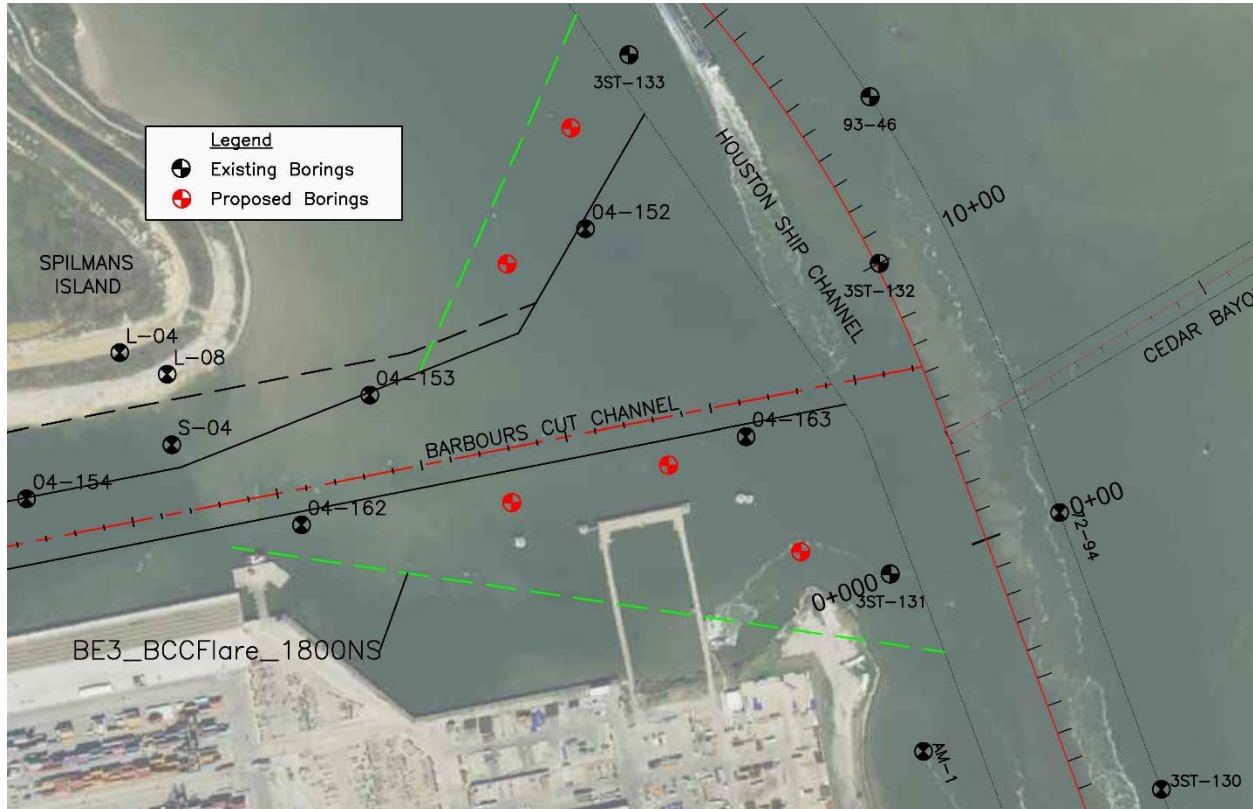 3ST-133
93-46
Legend
Existing Borings
Proposed Borings
HOUSTON SHIP CHANNEL
10+00
04-152
SPILMANS
ISLAND
3ST-132
L-04
L-08
CEDAR BAYOU
04-153
BARBOURS CUT CHANNEL
S-04
04-163
04-154
04-162
0+00
72-94
0+000
3ST-131
BE3_BCCFlare_1800NS
AM-1
3ST-130